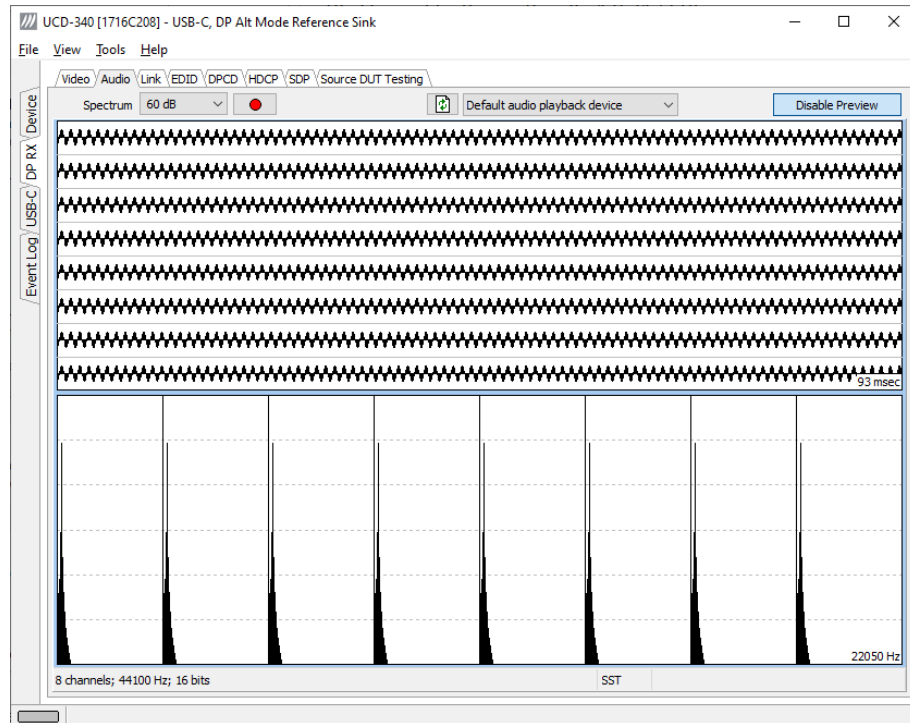 UCD-340 [1716C208] - USB-C, DP Alt Mode Reference Sink
File View Tools Help
Video Audio Link EDID DPCD HDCP SDP Source DUT Testing
Spectrum 60 dB Default audio playback device Disable Preview
Device
DP RX
USB-C
Event Log
93 msec
22050 Hz
8 channels; 44100 Hz; 16 bits SST